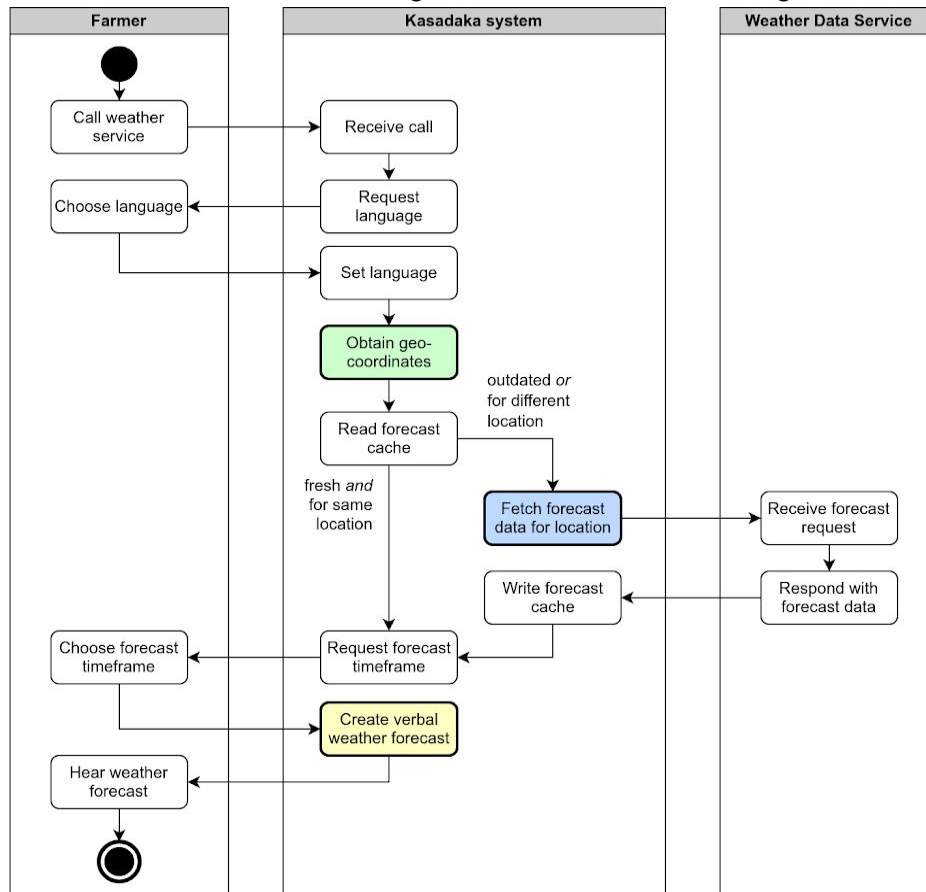 Farmer
Kasadaka system
Weather Data Service
Call weather
service
Receive call
Choose language
Request
language
Set language
Obtain geo-
coordinates
outdated or
for different
location
Read forecast
cache
fresh and
for same
location
Fetch forecast
data for location
Receive forecast
request
Write forecast
cache
Respond with
forecast data
Choose forecast
timeframe
Request forecast
timeframe
Create verbal
weather forecast
Hear weather
forecast